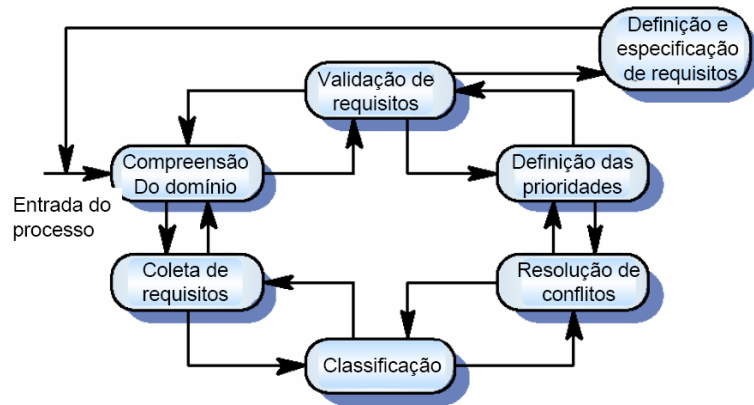 Definição e
especificação
de requisitos
Validação de
requisitos
Compreensão
Do domínio
Definição das
prioridades
Entrada do
processo
Coleta de
requisitos
Resolução de
conflitos
Classificação